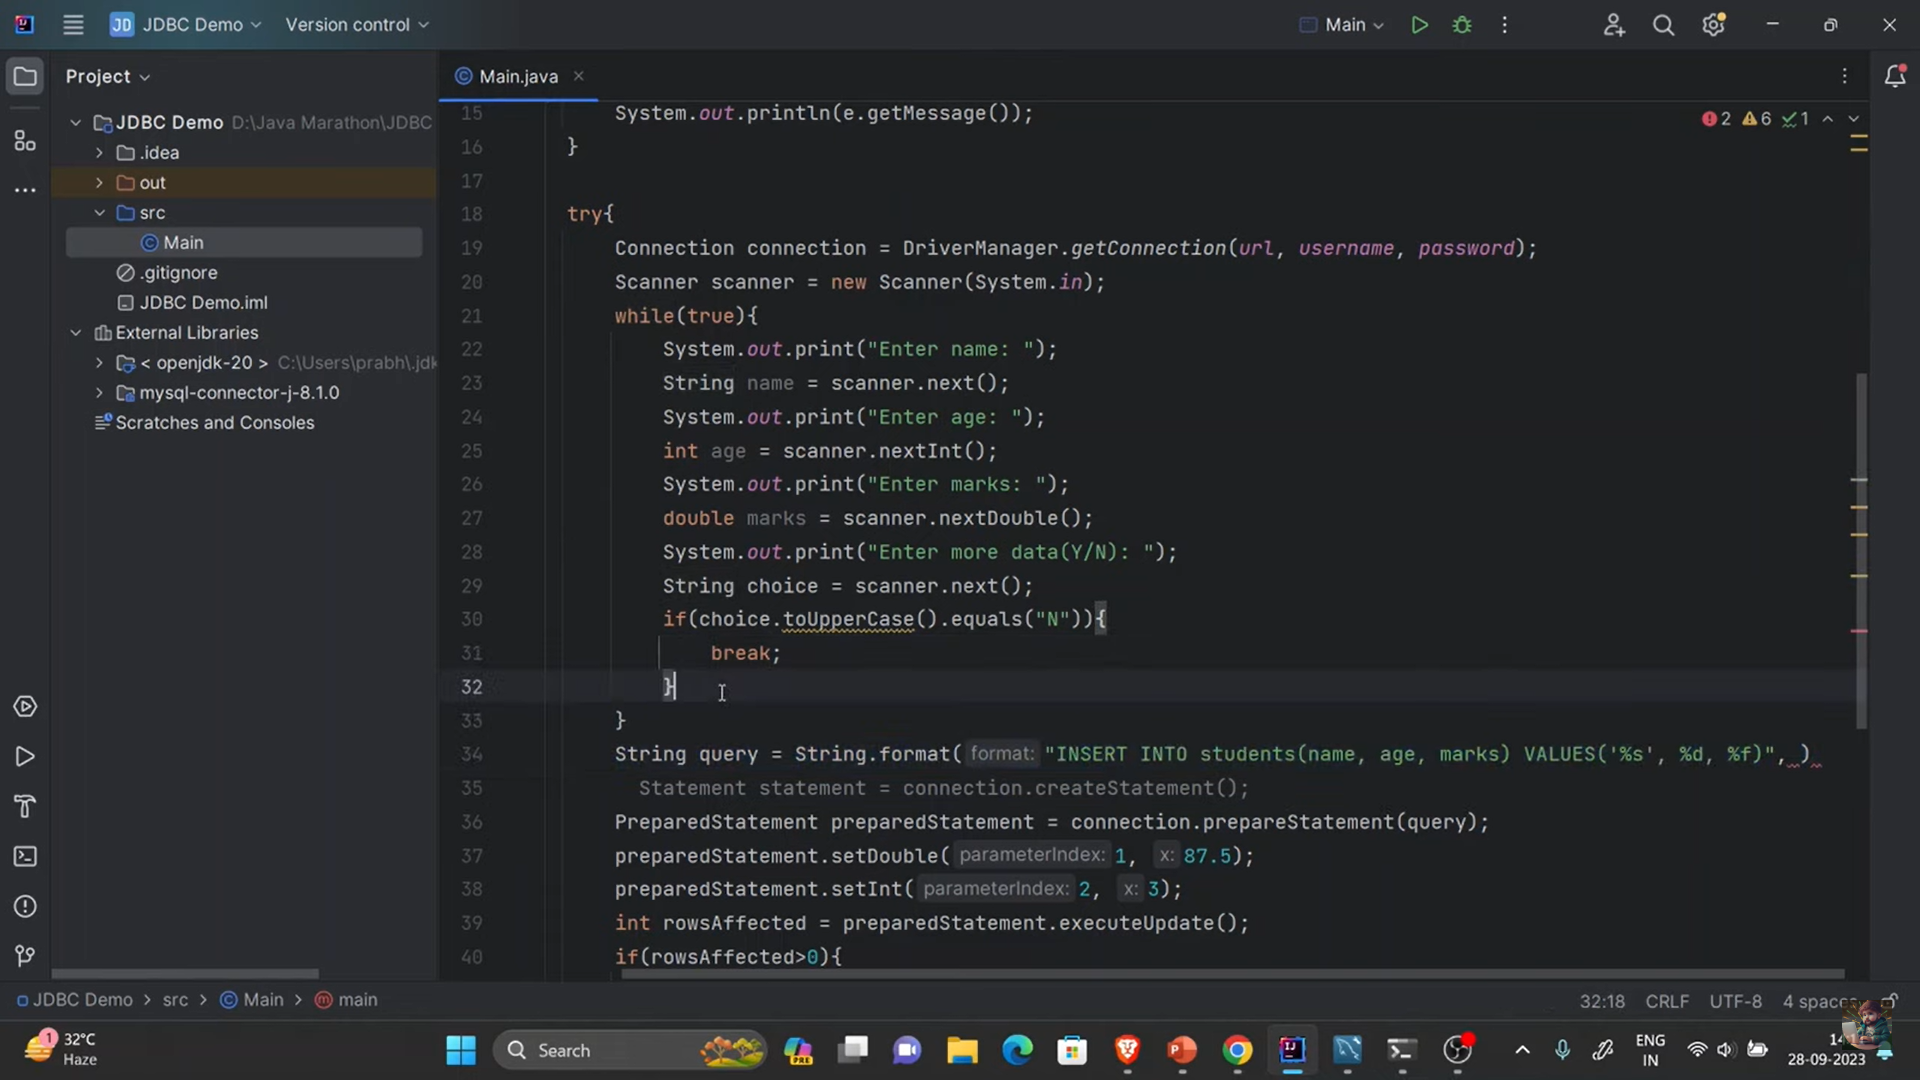 JD JDBC Demo Version control Main
Project
Main.java
JDBC Demo D:\Java Marathon\JDBC
.idea
out
src
Main
.gitignore
JDBC Demo.iml
External Libraries
< openjdk-20 > C:\Users\prabh\.jdk
mysql-connector-j-8.1.0
Scratches and Consoles
2 6 1
15 System.out.println(e.getMessage());
16 }
17
18 try{
19 Connection connection = DriverManager.getConnection(url, username, password);
20 Scanner scanner = new Scanner(System.in);
21 while(true){
22 System.out.print("Enter name: ");
23 String name = scanner.next();
24 System.out.print("Enter age: ");
25 int age = scanner.nextInt();
26 System.out.print("Enter marks: ");
27 double marks = scanner.nextDouble();
28 System.out.print("Enter more data(Y/N): ");
29 String choice = scanner.next();
30 if(choice.toUpperCase().equals("N")){
31 break;
32 }
33 }
34 String query = String.format( format: "INSERT INTO students(name, age, marks) VALUES('%s', %d, %f)", )
35 Statement statement = connection.createStatement();
36 PreparedStatement preparedStatement = connection.prepareStatement(query);
37 preparedStatement.setDouble( parameterIndex: 1, x: 87.5);
38 preparedStatement.setInt( parameterIndex: 2, x: 3);
39 int rowsAffected = preparedStatement.executeUpdate();
40 if(rowsAffected>0){
JDBC Demo > src > Main > main
32:18 CRLF UTF-8 4 spaces
1 32°C
Haze
Search
PRE
ENG
IN
28-09-2023